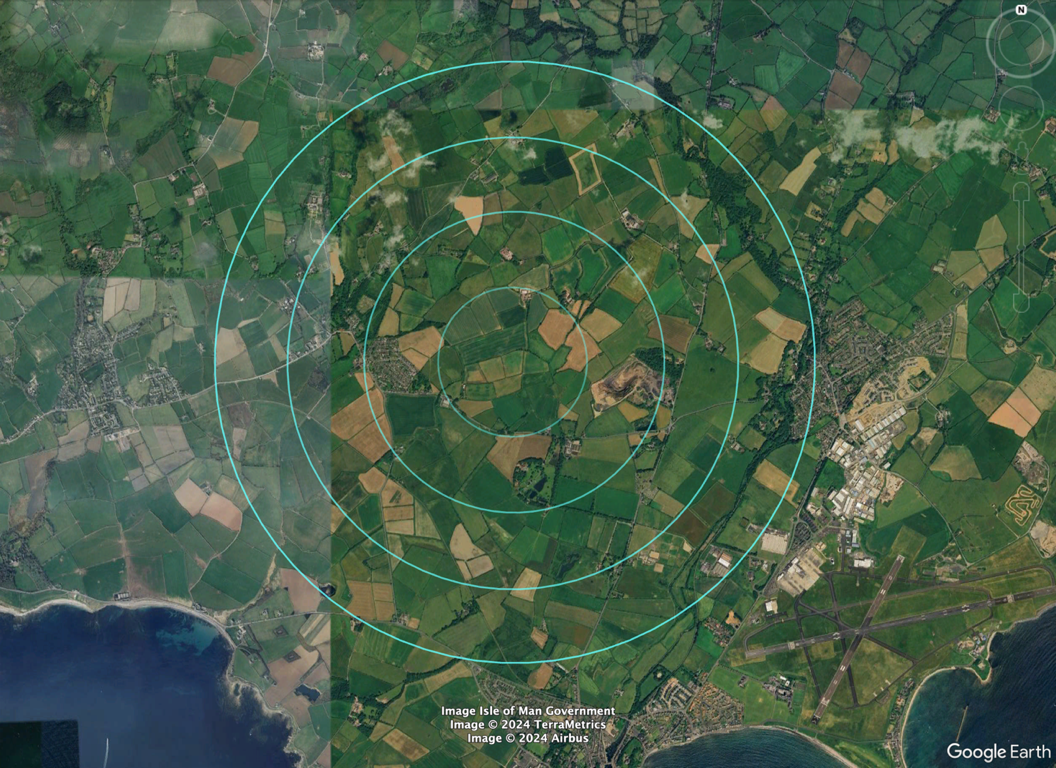 N
Image Isle of Man Government
Image © 2024 TerraMetrics
Image © 2024 Airbus
Google Earth